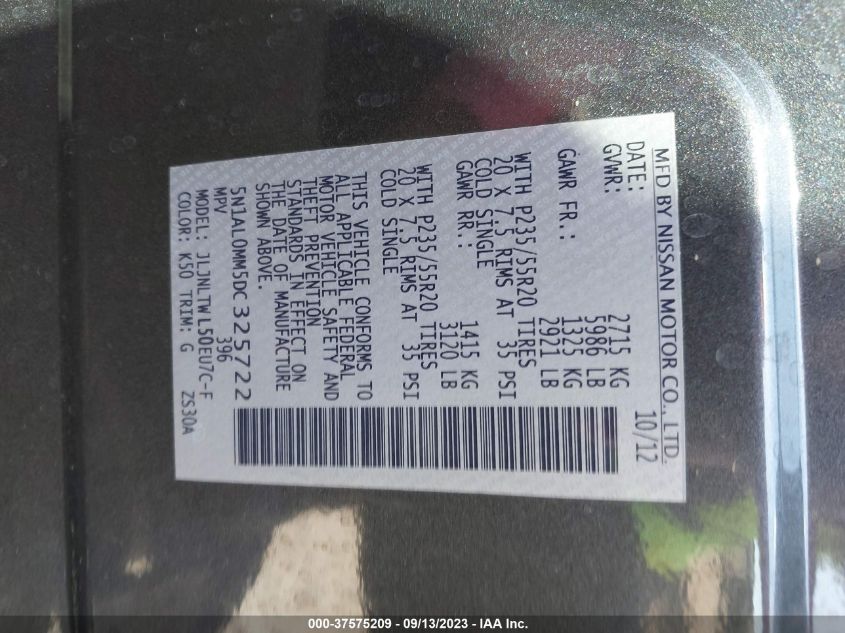 MFD BY NISSAN MOTOR CO., LTD.
DATE: 10/12
GVWR: 2715 KG
5986 LB
GAWR FR.: 1325 KG
2921 LB
WITH P235/55R20 TIRES
20 X 7.5 RIMS AT 35 PSI
COLD SINGLE
GAWR RR.: 1415 KG
3120 LB
WITH P235/55R20 TIRES
20 X 7.5 RIMS AT 35 PSI
COLD SINGLE
THIS VEHICLE CONFORMS TO
ALL APPLICABLE FEDERAL
MOTOR VEHICLE SAFETY AND
THEFT PREVENTION
STANDARDS IN EFFECT ON
THE DATE OF MANUFACTURE
SHOWN ABOVE.
5N1AL0MM5DC325722
MPV 396
MODEL: JLJNLTWL50EU7C-F
COLOR: K50 TRIM: G ZS30A
000-37575209 - 09/13/2023 - IAA Inc.